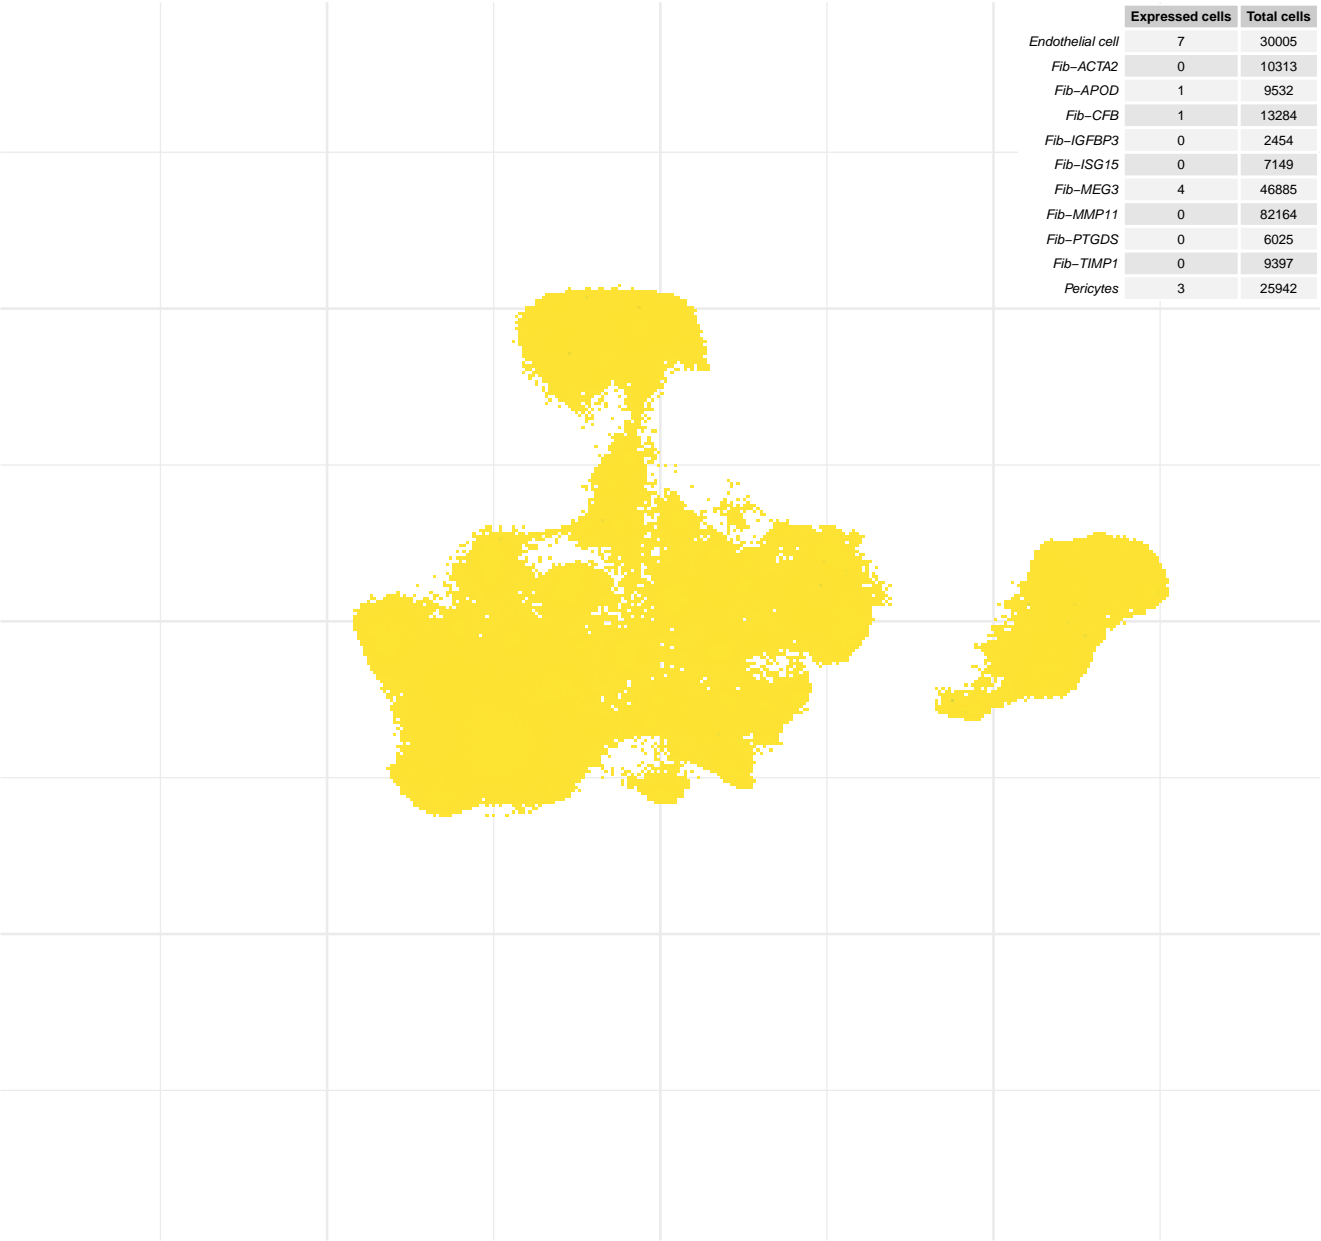 Expressed cells Total cells
Endothelial cell 7 30005
Fib−ACTA2 0 10313
Fib−APOD 1 9532
Fib−CFB 1 13284
Fib−IGFBP3 0 2454
Fib−ISG15 0 7149
Fib−MEG3 4 46885
Fib−MMP11 0 82164
Fib−PTGDS 0 6025
Fib−TIMP1 0 9397
Pericytes 3 25942